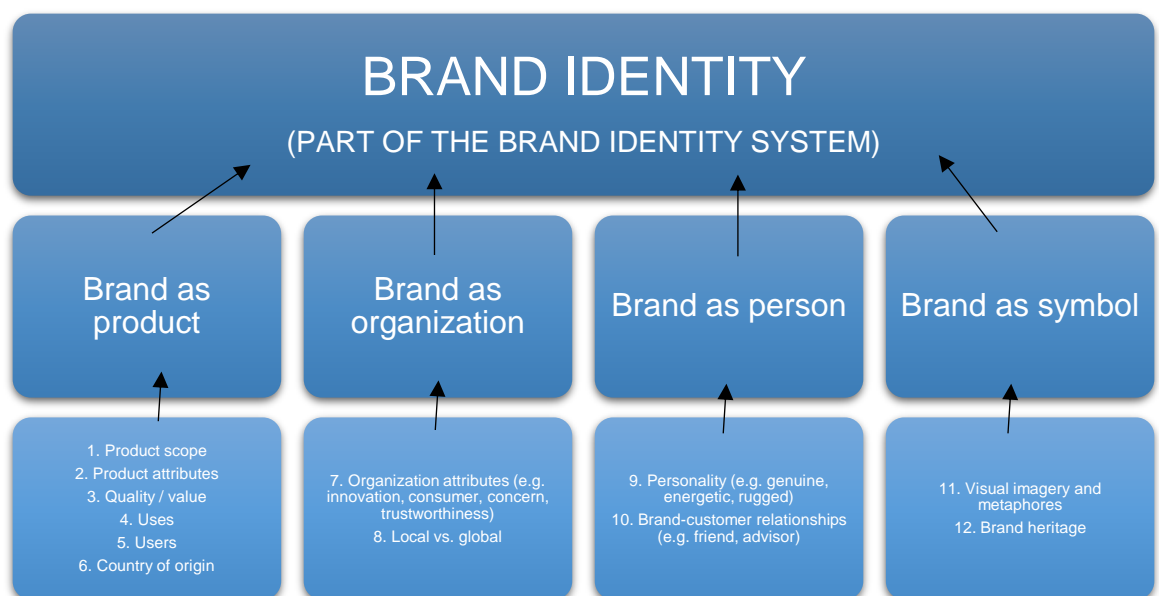 BRAND IDENTITY
(PART OF THE BRAND IDENTITY SYSTEM)
Brand as
product
Brand as
organization
Brand as person
Brand as symbol
1. Product scope
2. Product attributes
3. Quality / value
4. Uses
5. Users
6. Country of origin
7. Organization attributes (e.g.
innovation, consumer, concern,
trustworthiness)
8. Local vs. global
9. Personality (e.g. genuine,
energetic, rugged)
10. Brand-customer relationships
(e.g. friend, advisor)
11. Visual imagery and
metaphores
12. Brand heritage